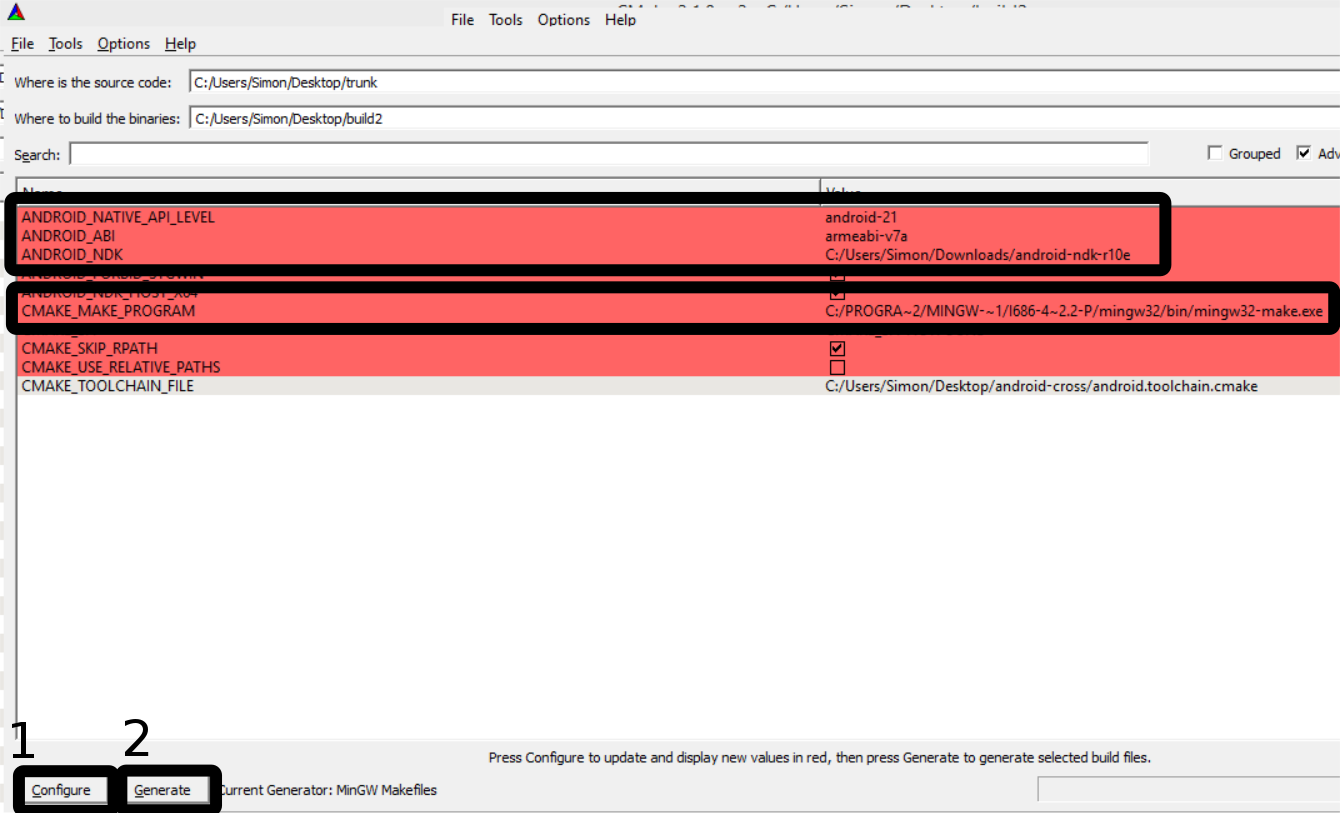 File Tools Options Help
File Tools Options Help
Where is the source code: C:/Users/Simon/Desktop/trunk
Where to build the binaries: C:/Users/Simon/Desktop/build2
Search: Grouped Adv
Name Value
ANDROID_NATIVE_API_LEVEL android-21
ANDROID_ABI armeabi-v7a
ANDROID_NDK C:/Users/Simon/Downloads/android-ndk-r10e
ANDROID_NDK_HOST_X64
CMAKE_MAKE_PROGRAM C:/PROGRA~2/MINGW-~1/I686-4~2.2-P/mingw32/bin/mingw32-make.exe
CMAKE_SKIP_RPATH
CMAKE_USE_RELATIVE_PATHS
CMAKE_TOOLCHAIN_FILE C:/Users/Simon/Desktop/android-cross/android.toolchain.cmake
1 2
Press Configure to update and display new values in red, then press Generate to generate selected build files.
Configure Generate Current Generator: MinGW Makefiles